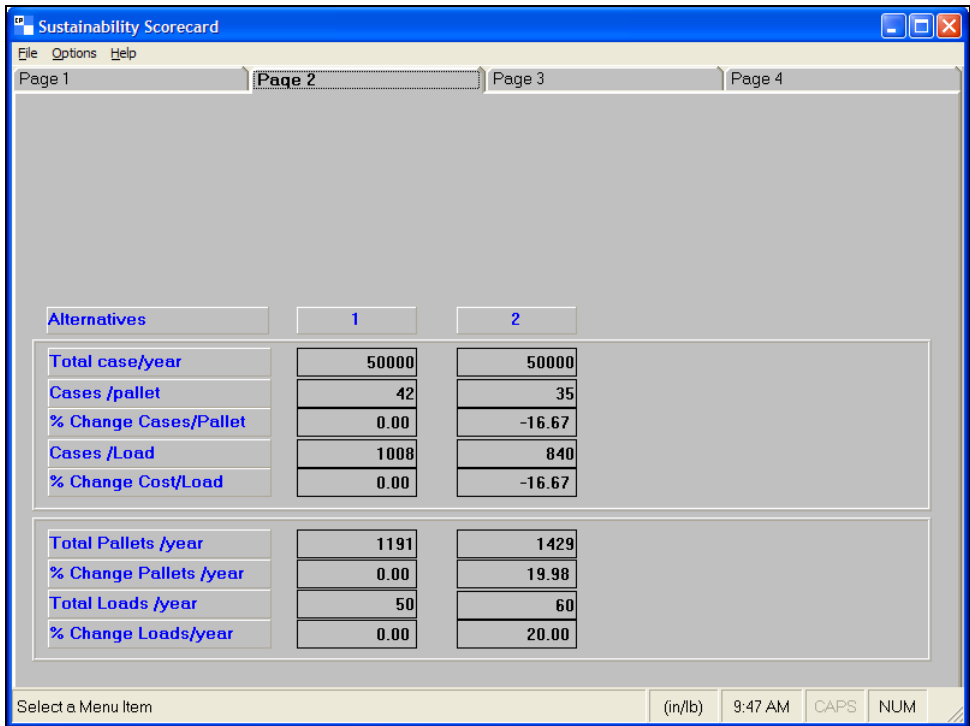 CP Sustainability Scorecard
File Options Help
Page 1 Page 2 Page 3 Page 4
Alternatives 1 2
Total case/year 50000 50000
Cases /pallet 42 35
% Change Cases/Pallet 0.00 -16.67
Cases /Load 1008 840
% Change Cost/Load 0.00 -16.67
Total Pallets /year 1191 1429
% Change Pallets /year 0.00 19.98
Total Loads /year 50 60
% Change Loads/year 0.00 20.00
Select a Menu Item (in/lb) 9:47 AM CAPS NUM